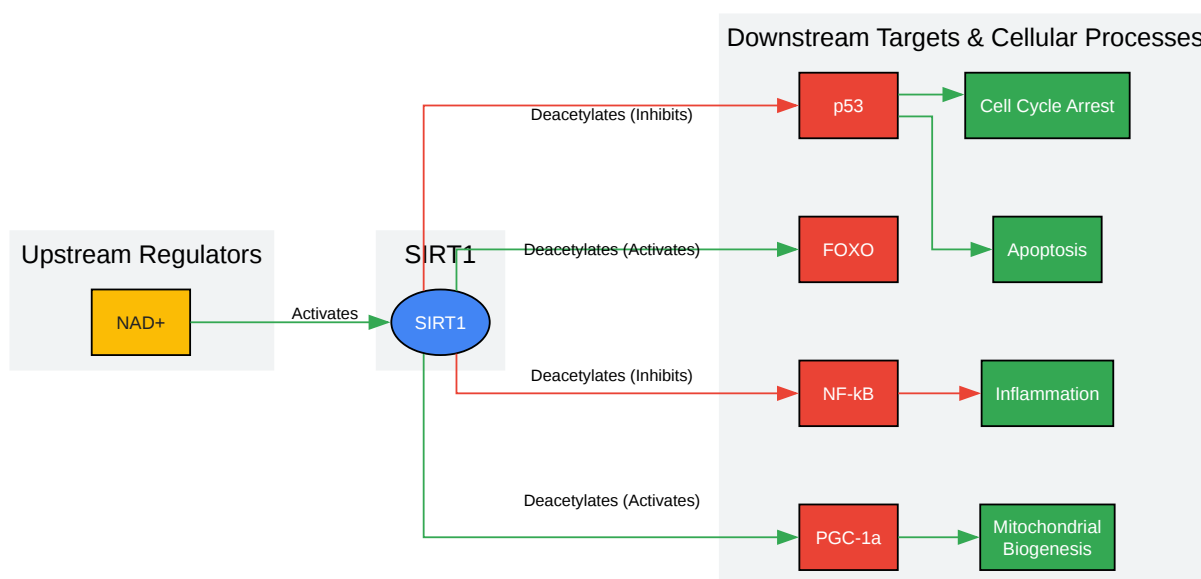 Downstream Targets & Cellular Processes
p53
Cell Cycle Arrest
Deacetylates (Inhibits)
Upstream Regulators
SIRT1
Deacetylates (Activates)
FOXO
Apoptosis
NAD+
Activates
SIRT1
Deacetylates (Inhibits)
NF-kB
Inflammation
Deacetylates (Activates)
PGC-1a
Mitochondrial
Biogenesis